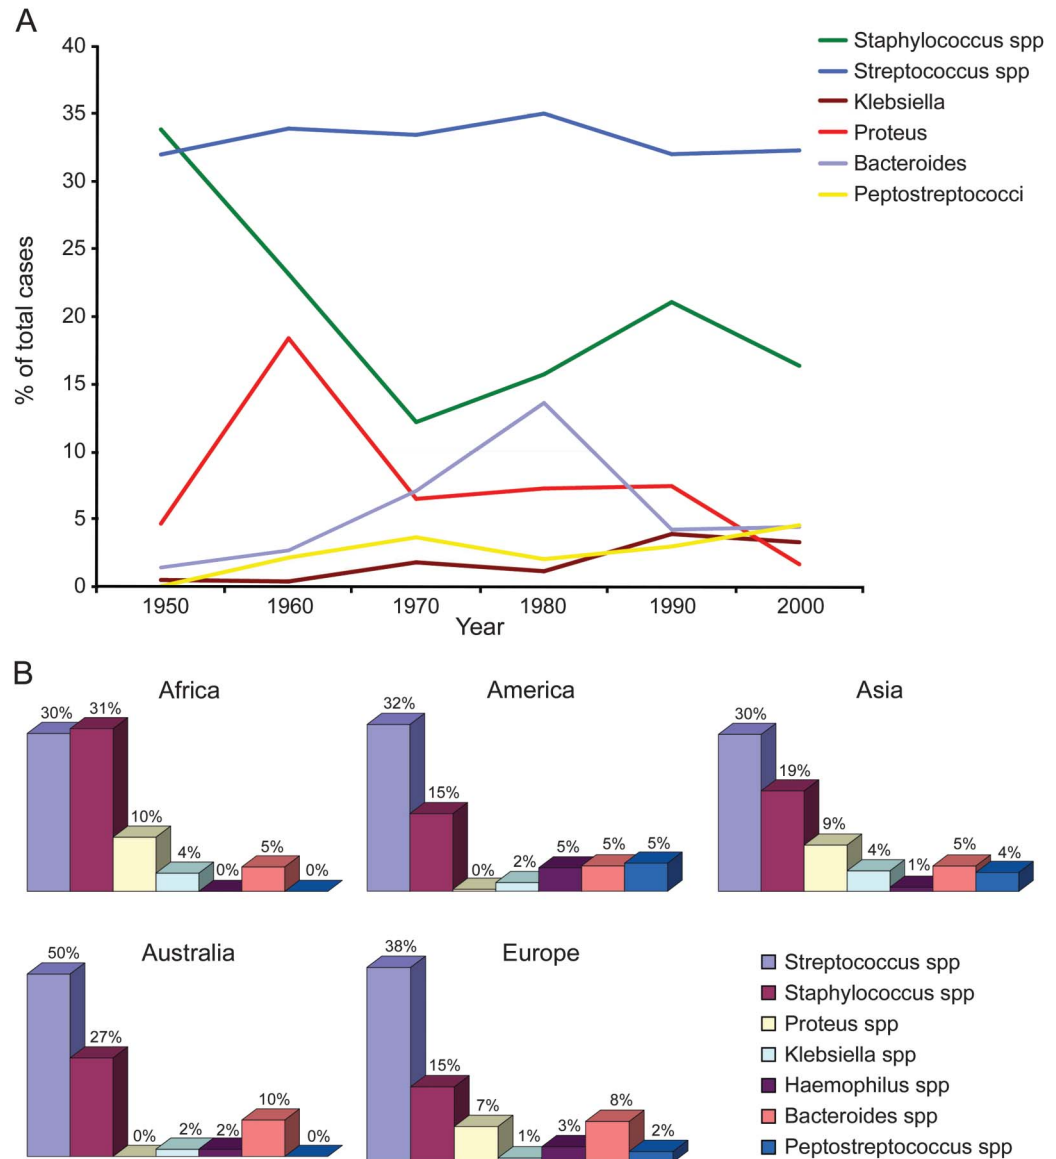 A
40
35
30
25
20
15
10
5
0
% of total cases
1950 1960 1970 1980 1990 2000
Year
Staphylococcus spp
Streptococcus spp
Klebsiella
Proteus
Bacteroides
Peptostreptococci
B
Africa
30% 31% 10% 4% 0% 5% 0%
America
32% 15% 0% 2% 5% 5% 5%
Asia
30% 19% 9% 4% 1% 5% 4%
Australia
50% 27% 0% 2% 2% 10% 0%
Europe
38% 15% 7% 1% 3% 8% 2%
Streptococcus spp
Staphylococcus spp
Proteus spp
Klebsiella spp
Haemophilus spp
Bacteroides spp
Peptostreptococcus spp